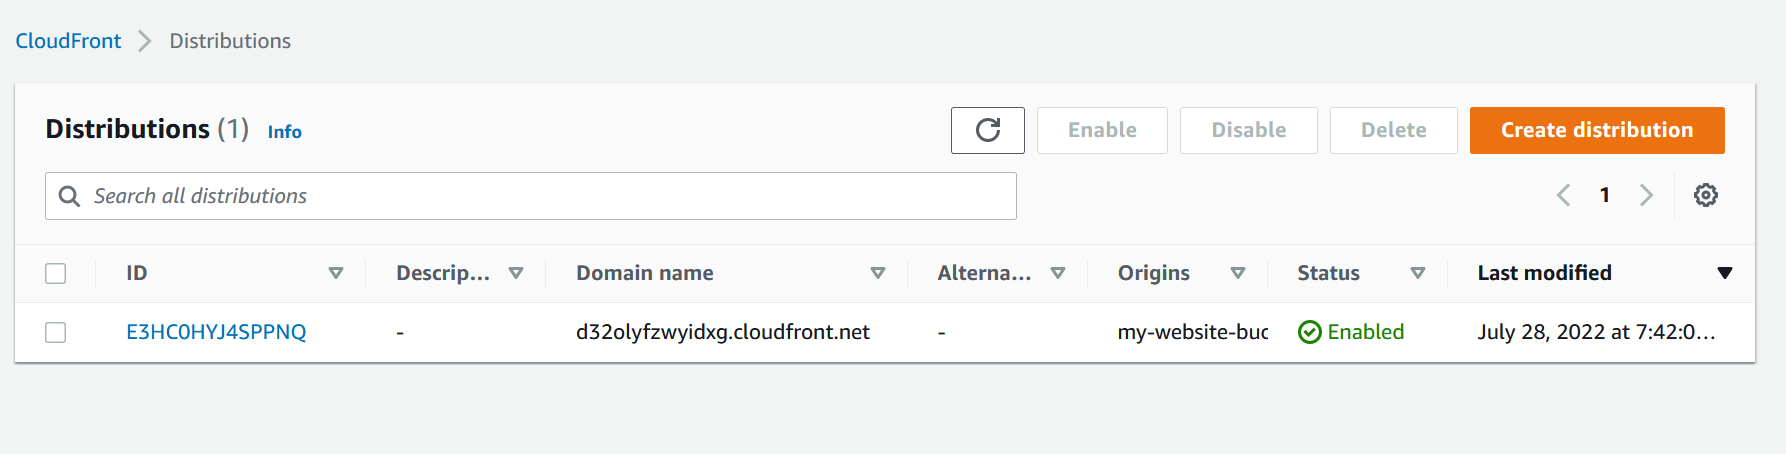 CloudFront Distributions
Distributions (1) Info
Enable Disable Delete Create distribution
Search all distributions
1
ID Descrip... Domain name Alterna... Origins Status Last modified
E3HC0HYJ4SPPNQ - d32olyfzwyidxg.cloudfront.net - my-website-buc Enabled July 28, 2022 at 7:42:0...